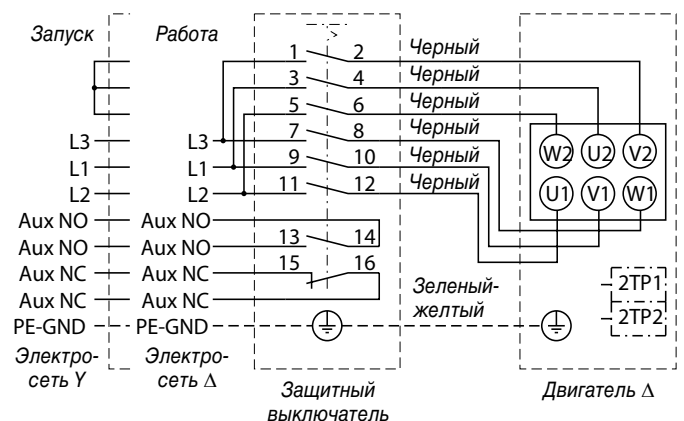 Запуск Работа
1 2 Черный
3 4 Черный
5 6 Черный
L3 L3 7 8 Черный
L1 L1 9 10 Черный
L2 L2 11 12 Черный
W2 U2 V2
U1 V1 W1
Aux NO Aux NO
Aux NO Aux NO 13 14
Aux NC Aux NC 15 16
Aux NC Aux NC
Зеленый-
желтый
2TP1
2TP2
PE-GND PE-GND
Электро-
сеть Y
Электро-
сеть Δ
Защитный
выключатель
Двигатель Δ